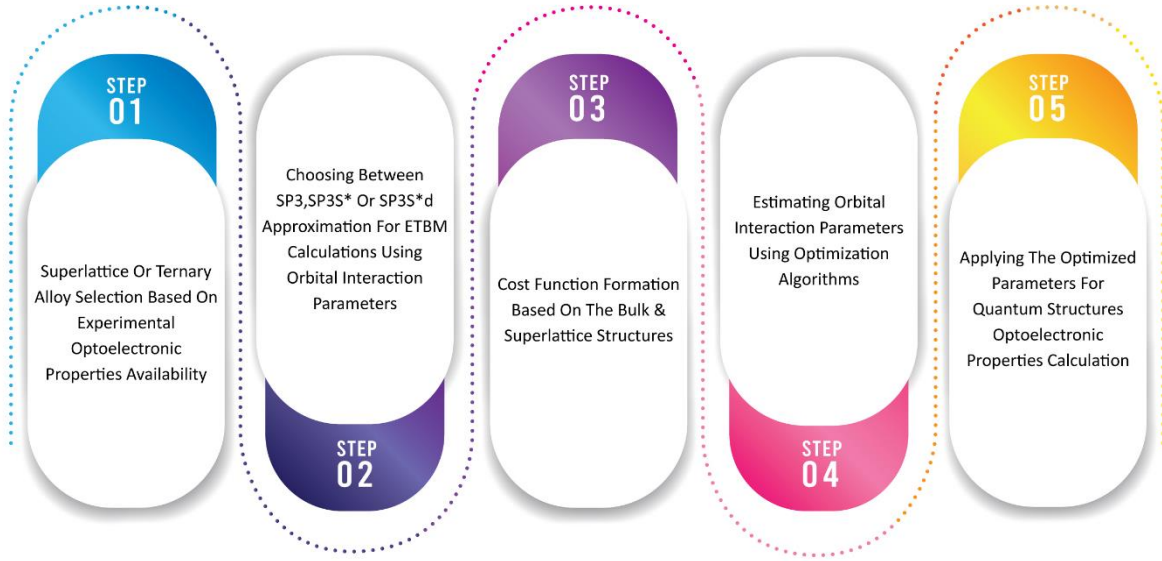 STEP
01
Superlattice Or Ternary
Alloy Selection Based On
Experimental
Optoelectronic
Properties Availability
Choosing Between
SP3,SP3S* Or SP3S*d
Approximation For ETBM
Calculations Using
Orbital Interaction
Parameters
STEP
02
STEP
03
Cost Function Formation
Based On The Bulk &
Superlattice Structures
Estimating Orbital
Interaction Parameters
Using Optimization
Algorithms
STEP
04
STEP
05
Applying The Optimized
Parameters For
Quantum Structures
Optoelectronic
Properties Calculation